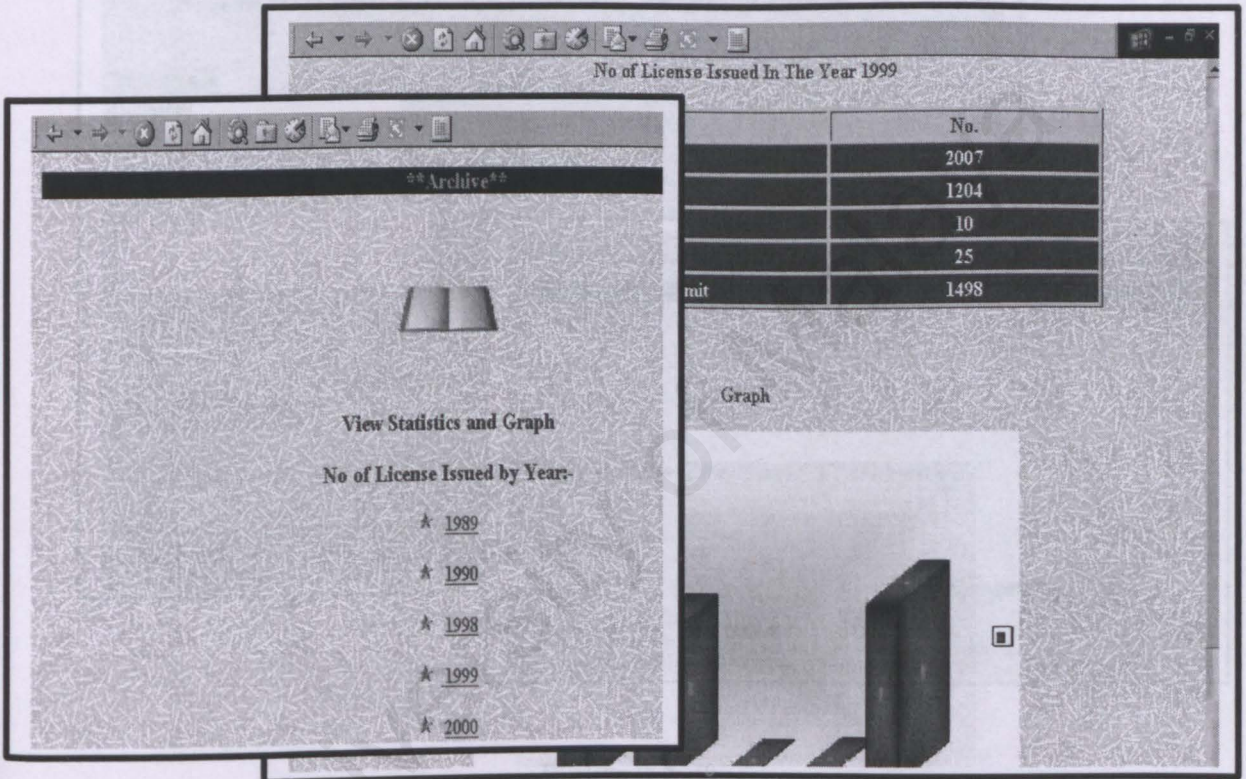 No of License Issued In The Year 1999
No.
2007
1204
10
25
mit 1498
Graph
**Archive**
View Statistics and Graph
No of License Issued by Year:-
1989
1990
1998
1999
2000